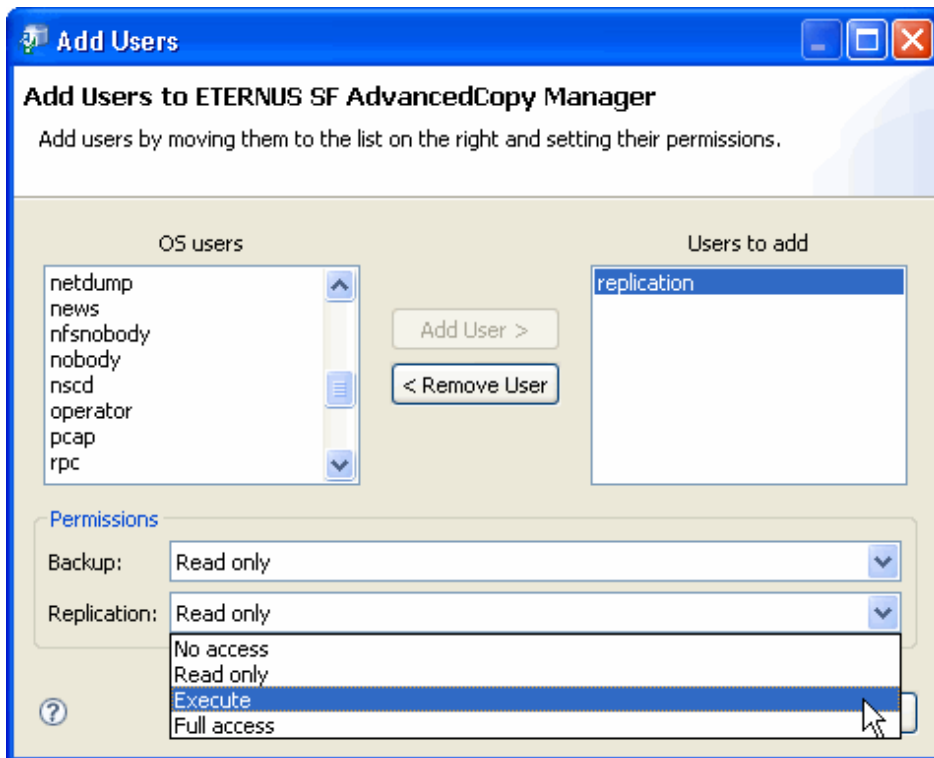 Add Users
Add Users to ETERNUS SF AdvancedCopy Manager
Add users by moving them to the list on the right and setting their permissions.
OS users
Users to add
netdump
news
nfsnobody
nobody
nscd
operator
pcap
rpc
Add User >
< Remove User
replication
Permissions
Backup: Read only
Replication: Read only
No access
Read only
Execute
Full access
?